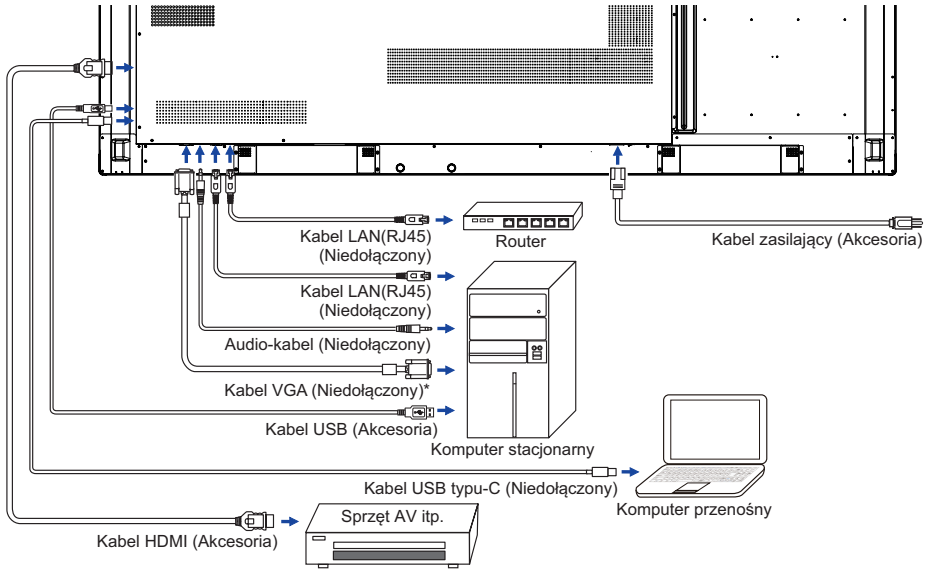 Kabel LAN(RJ45)
(Niedołączony)
Router
Kabel zasilający (Akcesoria)
Kabel LAN(RJ45)
(Niedołączony)
Audio-kabel (Niedołączony)
Kabel VGA (Niedołączony)*
Kabel USB (Akcesoria)
Komputer stacjonarny
Kabel USB typu-C (Niedołączony)
Komputer przenośny
Sprzęt AV itp.
Kabel HDMI (Akcesoria)